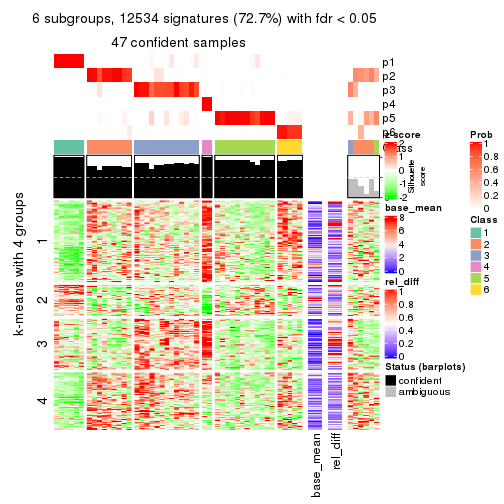 6 subgroups, 12534 signatures (72.7%) with fdr < 0.05
47 confident samples
p1
p2
p3
p4
p5
p6
z-score
2
1
0
-1
-2
Class
Silhouette
score
Prob
1
0.8
0.6
0.4
0.2
0
base_mean
8
6
4
2
0
Class
1
2
3
4
5
6
rel_diff
1
0.8
0.6
0.4
0.2
0
Status (barplots)
confident
ambiguous
k-means with 4 groups
1
2
3
4
base_mean
rel_diff